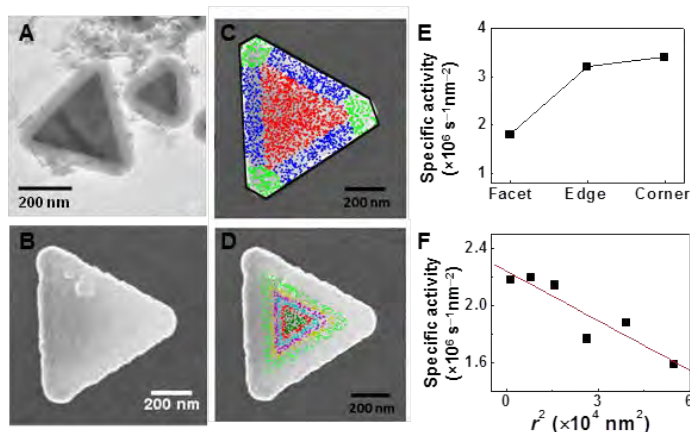 A
200 nm
B
200 nm
C
200 nm
D
200 nm
E
Specific activity
(×10⁶ s⁻¹nm⁻²)
4
3
2
1
Facet Edge Corner
F
Specific activity
(×10⁶ s⁻¹nm⁻²)
2.4
2.0
1.6
0 3 6
r² (×10⁴ nm²)